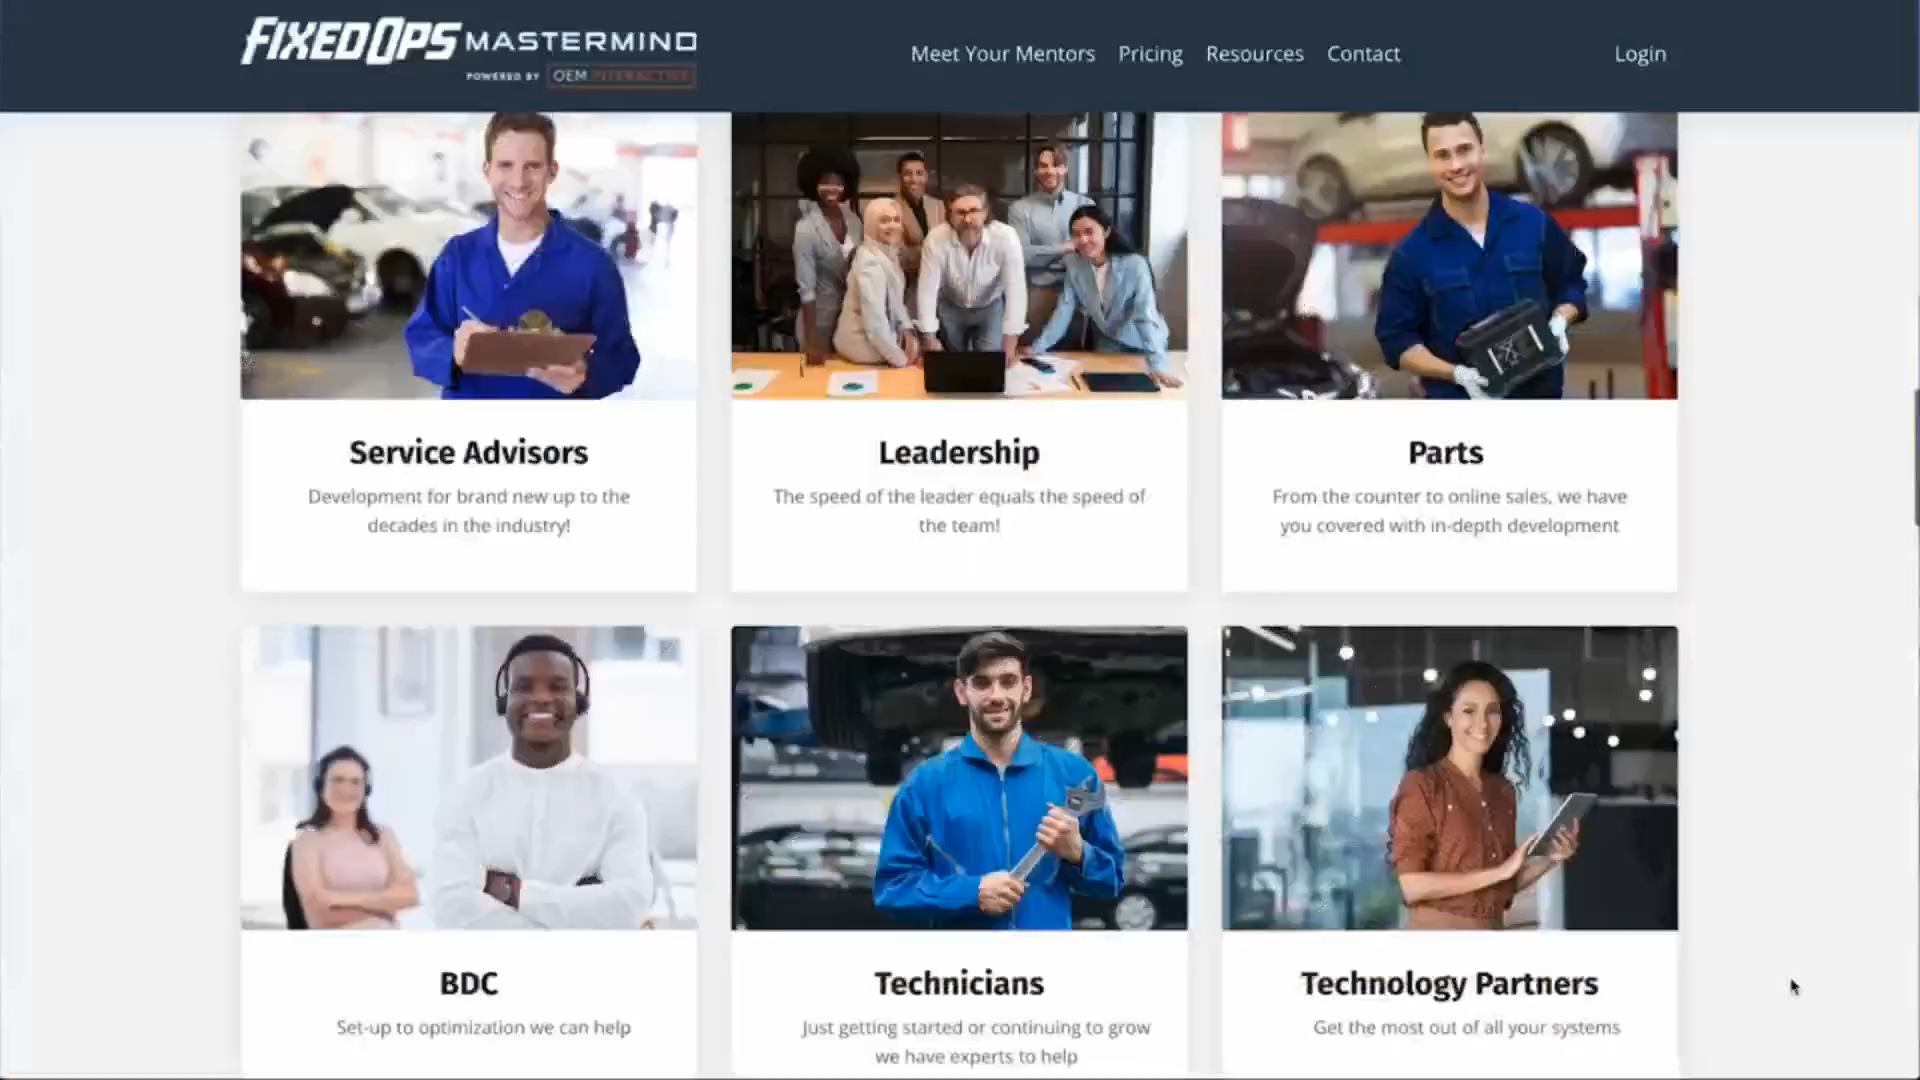 FIXEDOPS MASTERMIND
POWERED BY OEM INTERACTIVE
Meet Your Mentors Pricing Resources Contact Login
Service Advisors
Development for brand new up to the
decades in the industry!
Leadership
The speed of the leader equals the speed of
the team!
Parts
From the counter to online sales, we have
you covered with in-depth development
BDC
Set-up to optimization we can help
Technicians
Just getting started or continuing to grow
we have experts to help
Technology Partners
Get the most out of all your systems